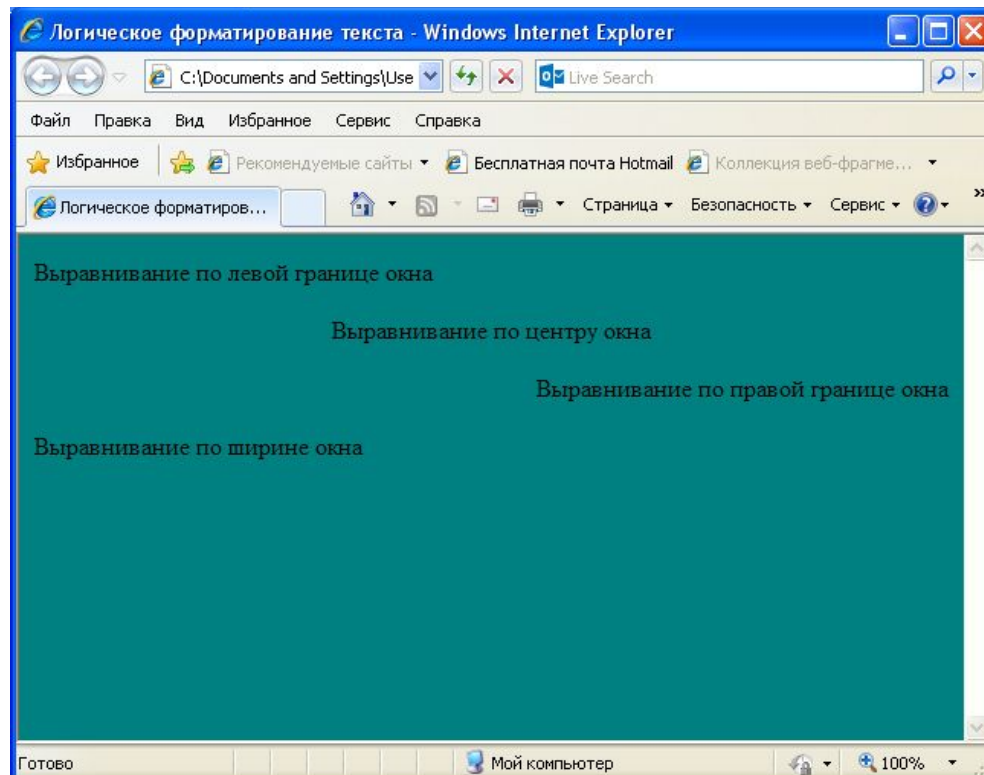 Логическое форматирование текста - Windows Internet Explorer
C:\Documents and Settings\Use Live Search
Файл Правка Вид Избранное Сервис Справка
Избранное Рекомендуемые сайты Бесплатная почта Hotmail Коллекция веб-фрагме...
Логическое форматиров... Страница Безопасность Сервис »
Выравнивание по левой границе окна
Выравнивание по центру окна
Выравнивание по правой границе окна
Выравнивание по ширине окна
Готово Мой компьютер 100%